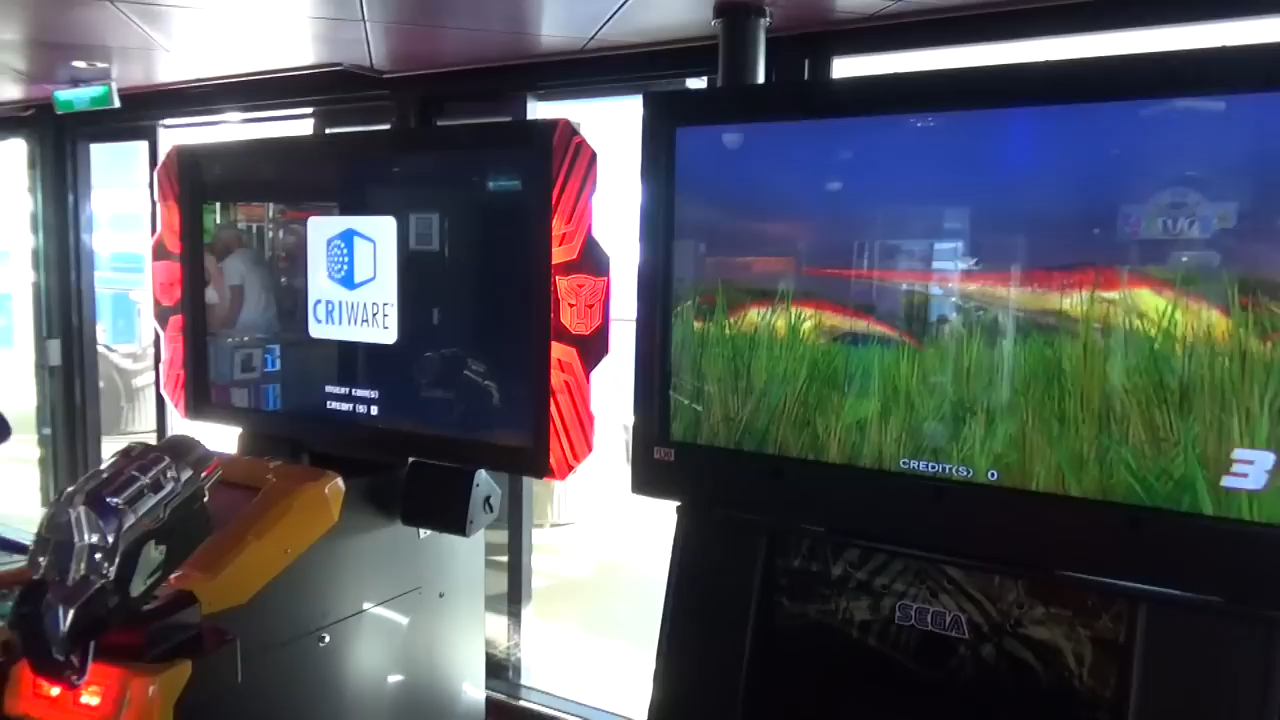 CRIWARE
INSERT COIN(S)
CREDIT (S) 0
CREDIT(S) 0
3
SEGA